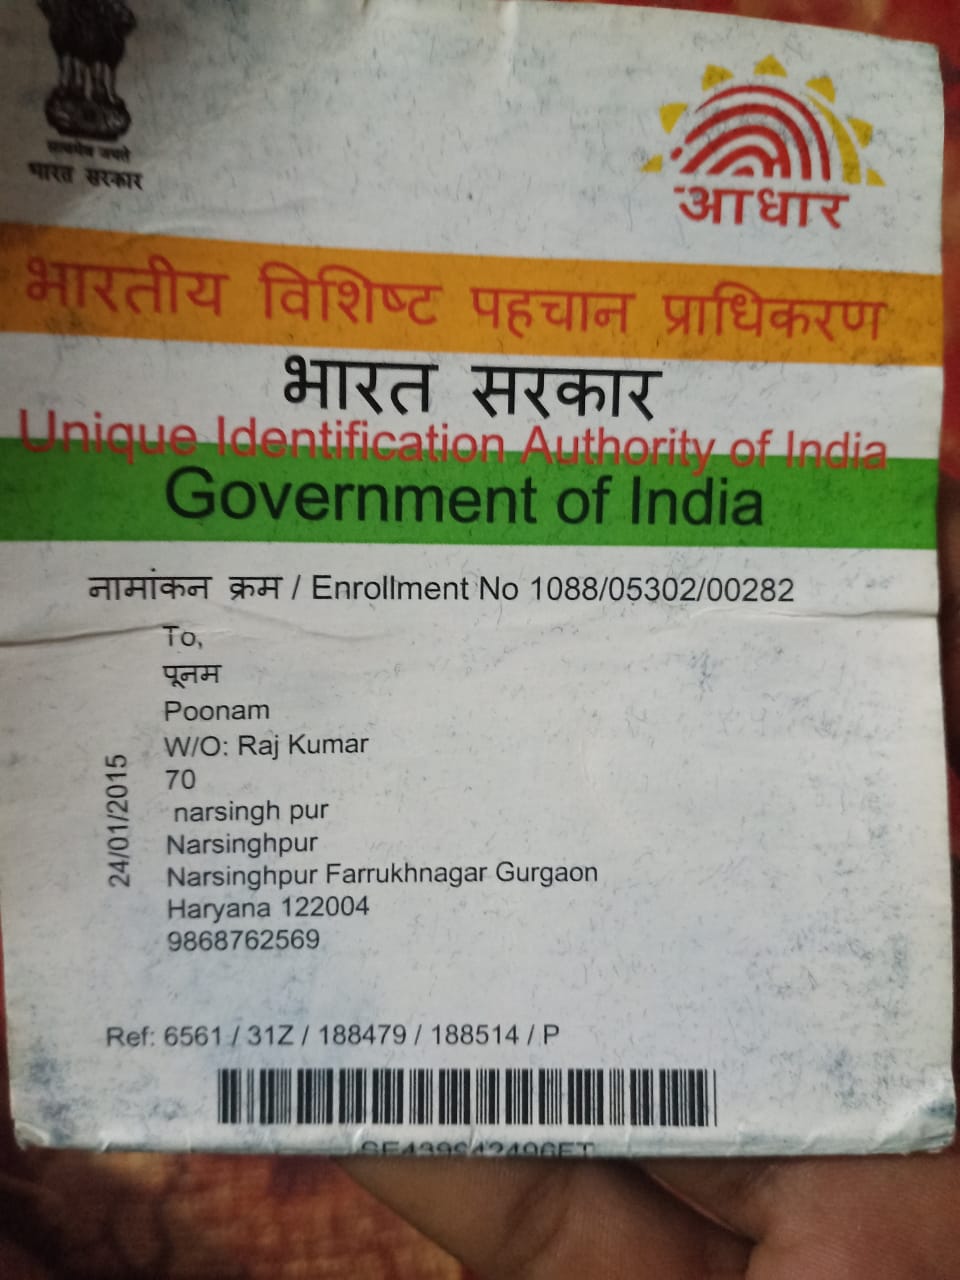 सत्यमेव जयते
भारत सरकार
आधार
भारतीय विशिष्ट पहचान प्राधिकरण
भारत सरकार
Unique Identification Authority of India
Government of India
नामांकन क्रम / Enrollment No 1088/05302/00282
To,
पूनम
Poonam
W/O: Raj Kumar
70
narsingh pur
Narsinghpur
Narsinghpur Farrukhnagar Gurgaon
Haryana 122004
9868762569
24/01/2015
Ref: 6561 / 31Z / 188479 / 188514 / P